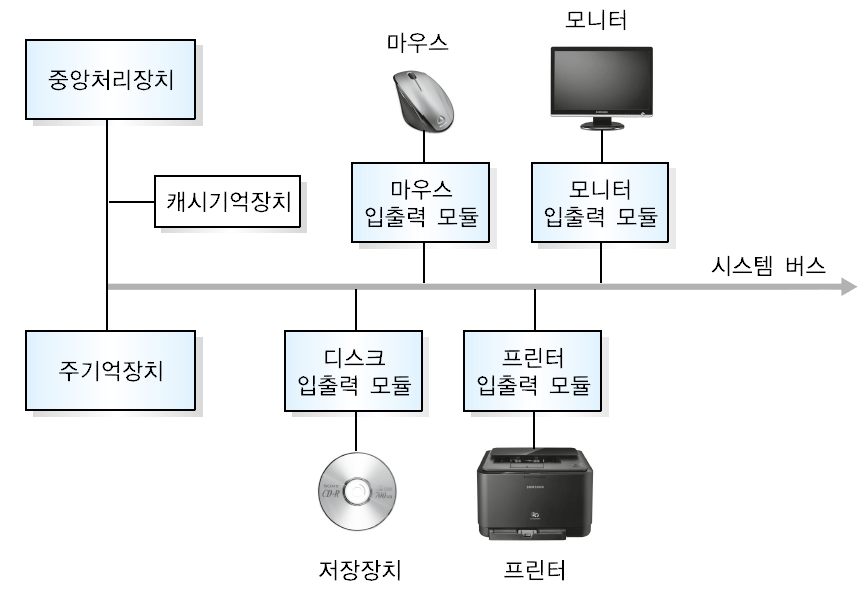 모니터
마우스
중앙처리장치
캐시기억장치
마우스
입출력 모듈
모니터
입출력 모듈
시스템 버스
주기억장치
디스크
입출력 모듈
프린터
입출력 모듈
CD-R
700
SAMSUNG
저장장치
프린터